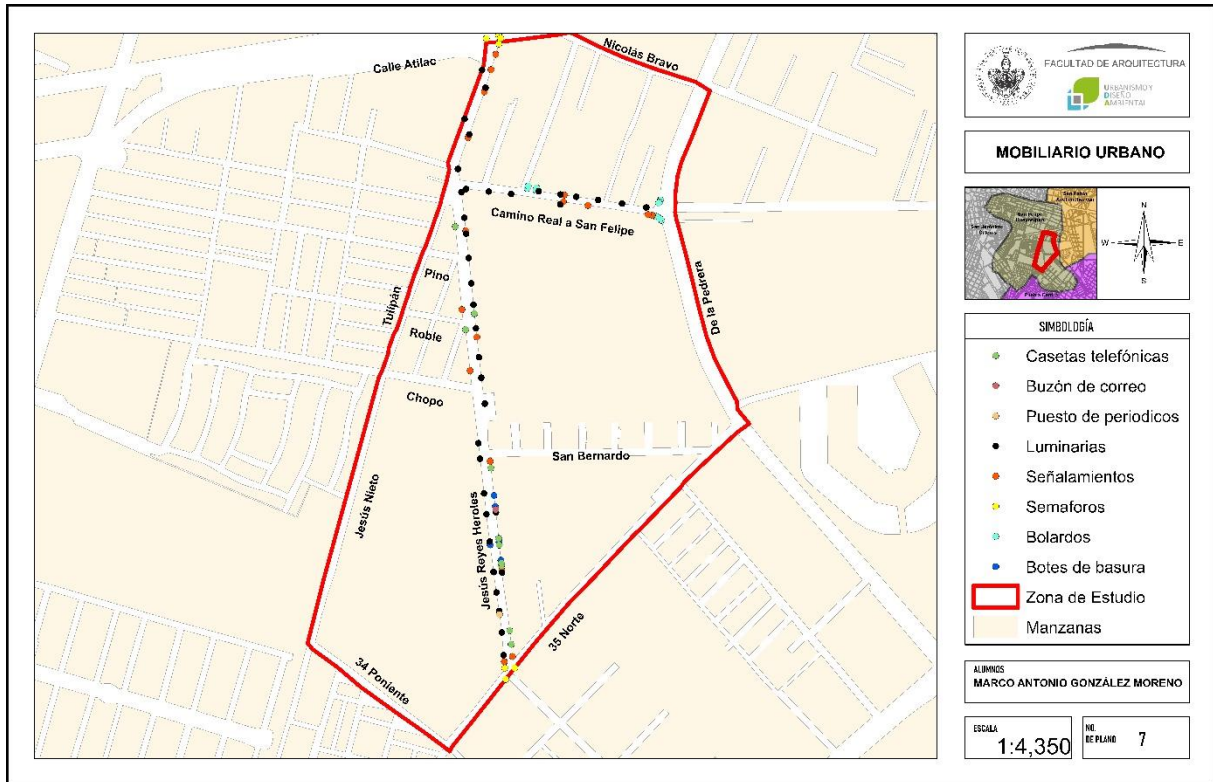 Calle Atilac
Nicolás Bravo
Camino Real a San Felipe
Pino
Tulipán
Roble
De la Pedrera
Chopo
San Bernardo
Jesús Nieto
Jesús Reyes Heroles
35 Norte
34 Poniente
FACULTAD DE ARQUITECTURA
URBANISMO Y
DISEÑO
AMBIENTAL
MOBILIARIO URBANO
N
W
E
S
SIMBOLOGÍA
Casetas telefónicas
Buzón de correo
Puesto de periodicos
Luminarias
Señalamientos
Semaforos
Bolardos
Botes de basura
Zona de Estudio
Manzanas
ALUMNOS
MARCO ANTONIO GONZÁLEZ MORENO
ESCALA
1:4,350
NO.
DE PLANO 7